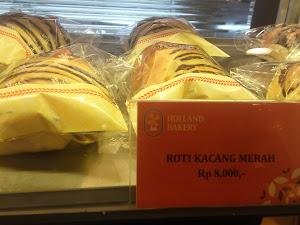 HOLLAND
BAKERY
ROTI KACANG MERAH
Rp 8,000,-